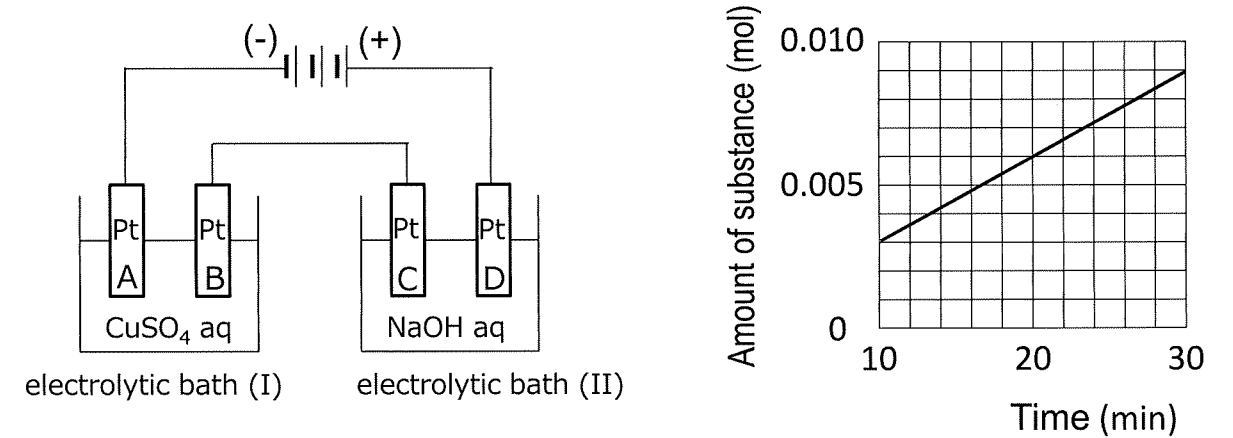 (-) (+)
Pt Pt Pt Pt
A B C D
CuSO₄ aq NaOH aq
electrolytic bath (I) electrolytic bath (II)
Amount of substance (mol)
0.010
0.005
0
10 20 30
Time (min)